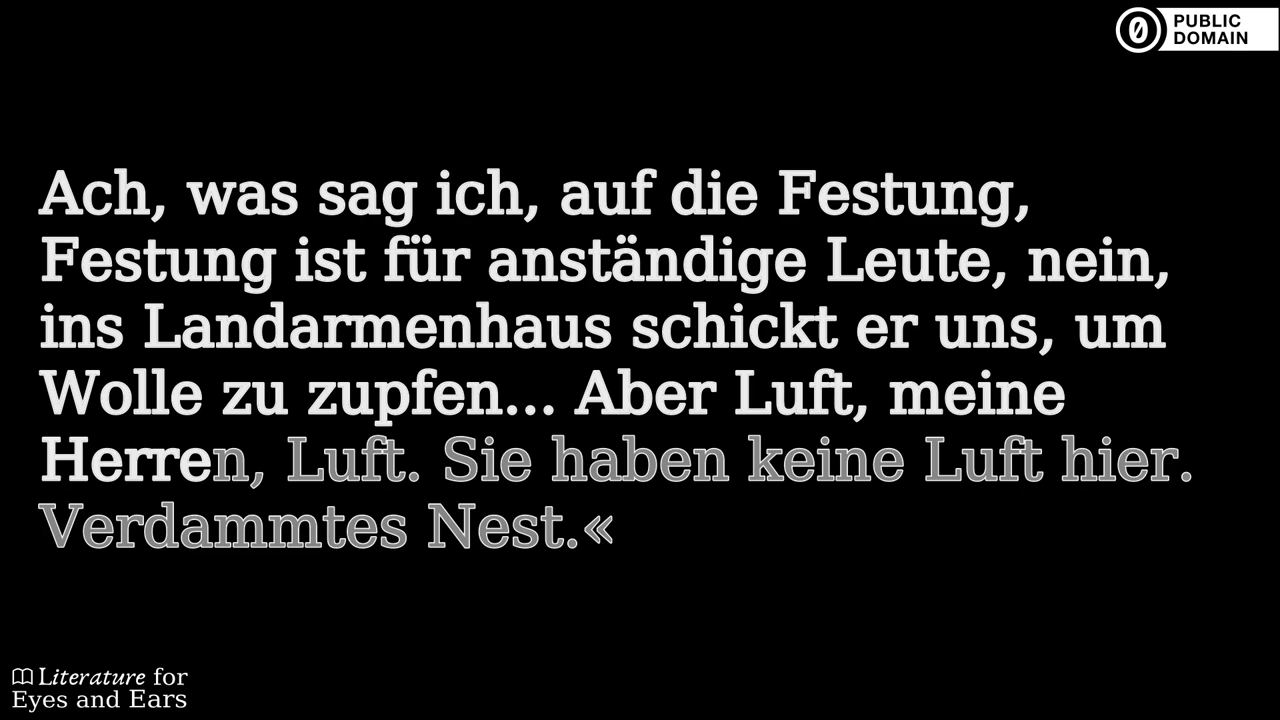 PUBLIC
DOMAIN
Ach, was sag ich, auf die Festung,
Festung ist für anständige Leute, nein,
ins Landarmenhaus schickt er uns, um
Wolle zu zupfen... Aber Luft, meine
Herren, Luft. Sie haben keine Luft hier.
Verdammtes Nest.«
Literature for
Eyes and Ears